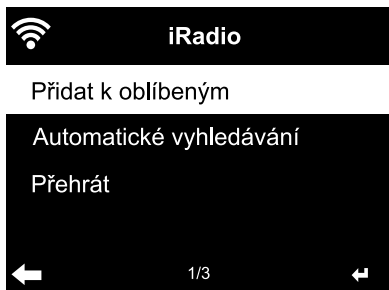 iRadio
Přidat k oblíbeným
Automatické vyhledávání
Přehrát
1/3